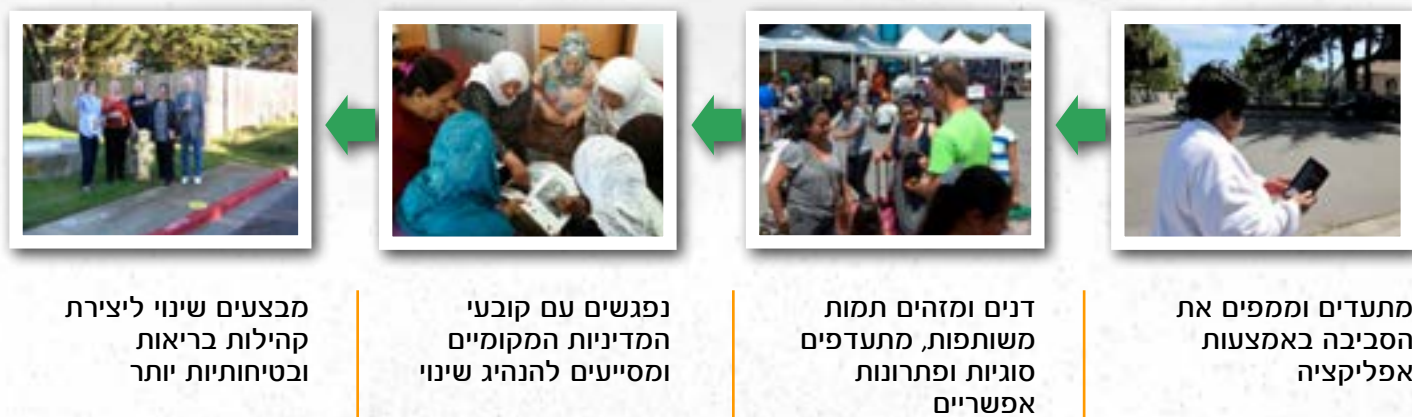 מתעדים וממפים את
הסביבה באמצעות
אפליקציה
דנים ומזהים תמות
משותפות, מתעדפים
סוגיות ופתרונות
אפשריים
נפגשים עם קובעי
המדיניות המקומיים
ומסייעים להנהיג שינוי
מבצעים שינוי ליצירת
קהילות בריאות
ובטיחותיות יותר